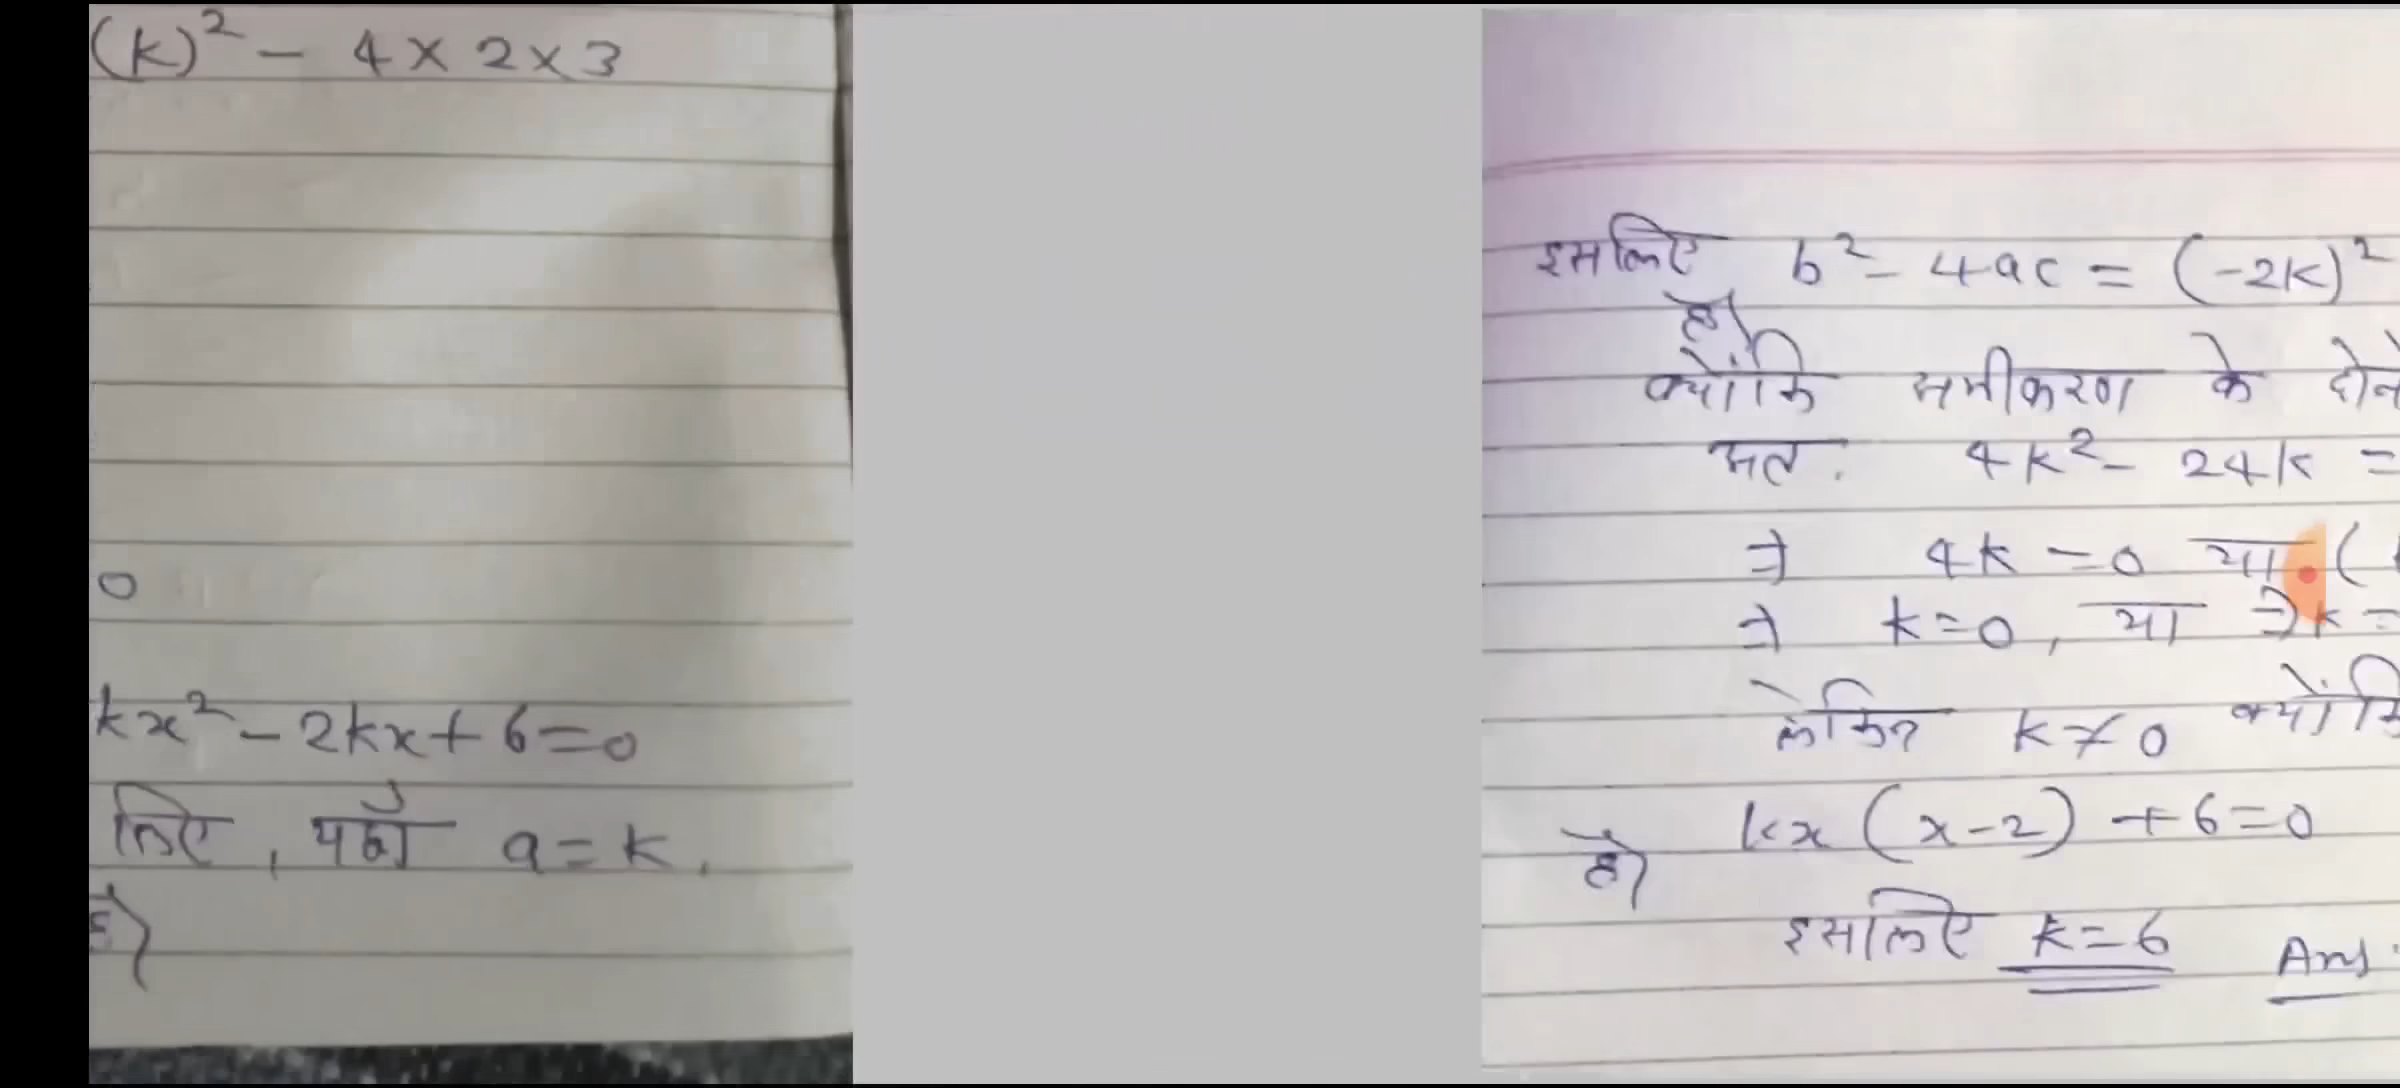 (k)² - 4 × 2 × 3
0
kx² - 2kx + 6 = 0
लिए, यहाँ a = k,
है।
इसलिए b² - 4ac = (-2k)²
है।
क्योंकि समीकरण के
अतः 4k² - 24k =
⇒ 4k = 0 या (
⇒ k = 0, या ⇒ k =
लेकिन k ≠ 0
kx (x - 2) + 6 = 0
है।
इसलिए k = 6 Ans.